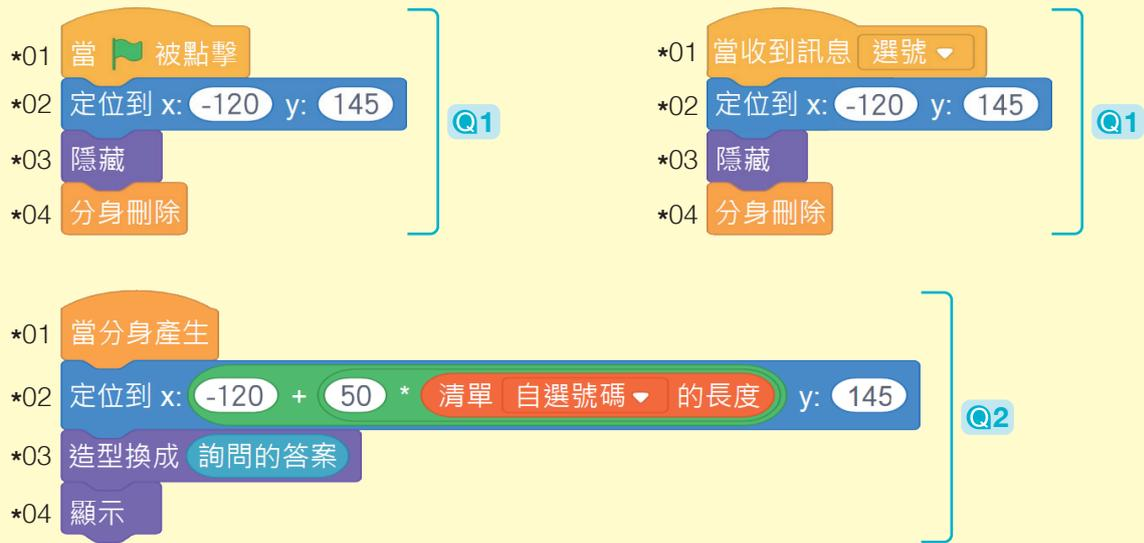 *01 當 被點擊
*02 定位到 x: -120 y: 145
*03 隱藏
*04 分身刪除
Q1
*01 當收到訊息 選號
*02 定位到 x: -120 y: 145
*03 隱藏
*04 分身刪除
Q1
*01 當分身產生
*02 定位到 x: -120 + 50 * 清單 自選號碼 的長度 y: 145
*03 造型換成 詢問的答案
*04 顯示
Q2